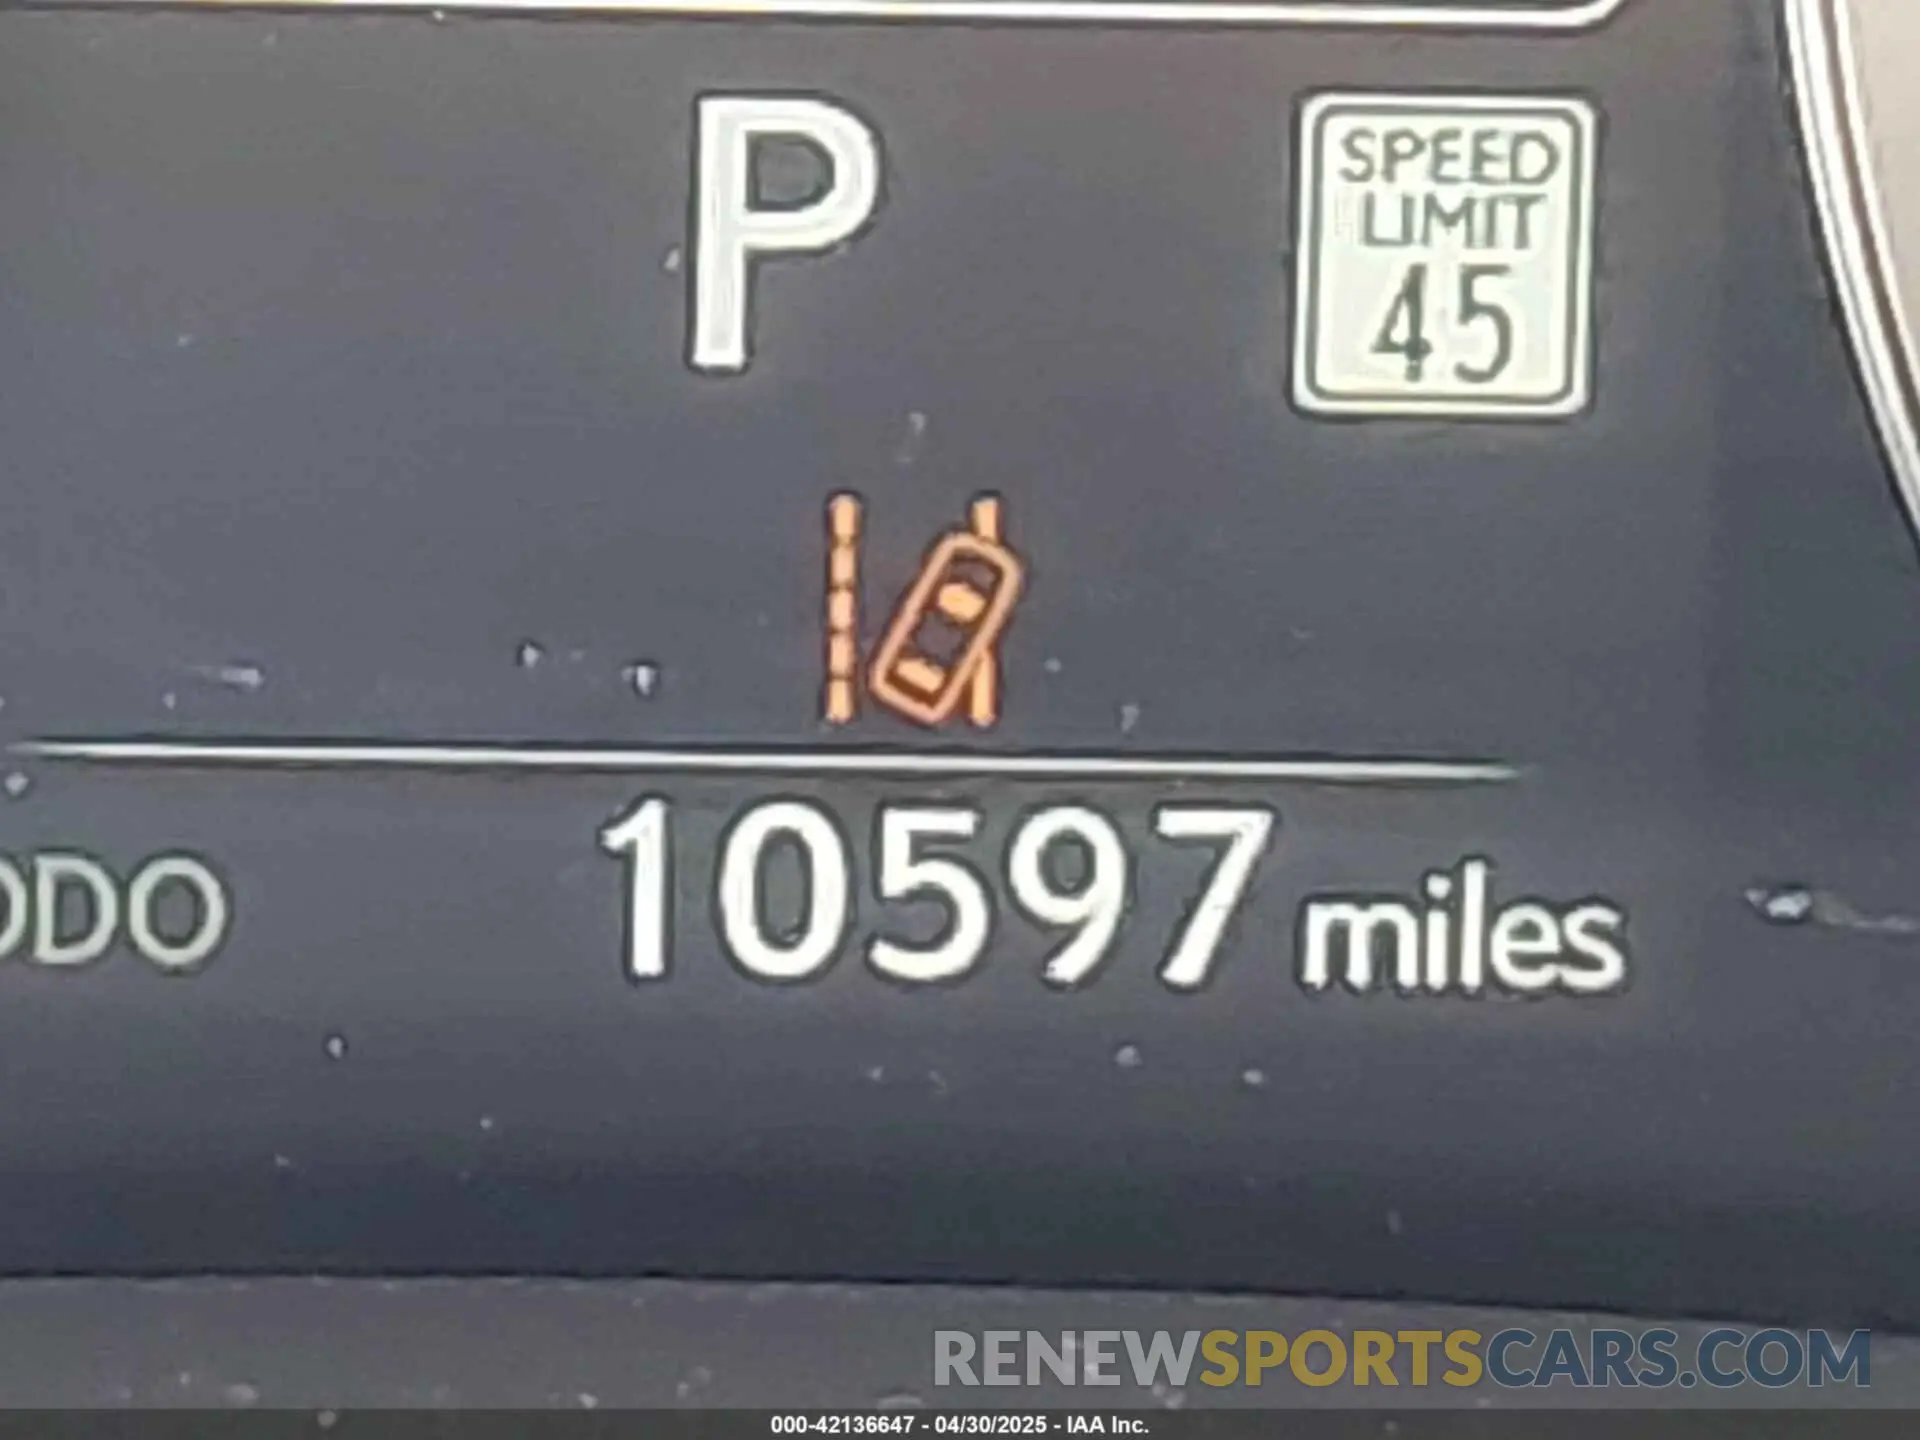 P
SPEED
LIMIT
45
ODO 10597 miles
RENEWSPORTSCARS.COM
000-42136647 - 04/30/2025 - IAA Inc.